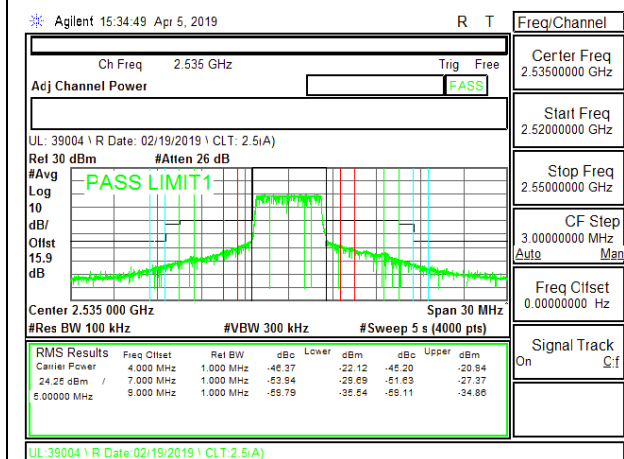 Agilent 15:34:49 Apr 5, 2019 R T
Freq/Channel
Ch Freq 2.535 GHz Trig Free
Adj Channel Power PASS
UL: 39004 \ R Date: 02/19/2019 \ CLT: 2.5(A)
Ref 30 dBm #Atten 26 dB
#Avg
Log
10
dB/
Offst
15.9
dB
PASS LIMIT1
Center 2.535 000 GHz Span 30 MHz
#Res BW 100 kHz #VBW 300 kHz #Sweep 5 s (4000 pts)
RMS Results Freq Offset Ref BW dBc Lower dBm dBc Upper dBm
Carrier Power 4.000 MHz 1.000 MHz -46.37 -22.12 -45.20 -20.94
24.25 dBm / 7.000 MHz 1.000 MHz -53.94 -29.69 -51.63 -27.37
5.00000 MHz 9.000 MHz 1.000 MHz -59.79 -35.54 -59.11 -34.86
UL:39004 \ R Date:02/19/2019 \ CLT:2.5(A)
Center Freq
2.53500000 GHz
Start Freq
2.52000000 GHz
Stop Freq
2.55000000 GHz
CF Step
3.00000000 MHz
Auto Man
Freq Offset
0.00000000 Hz
Signal Track
On Off